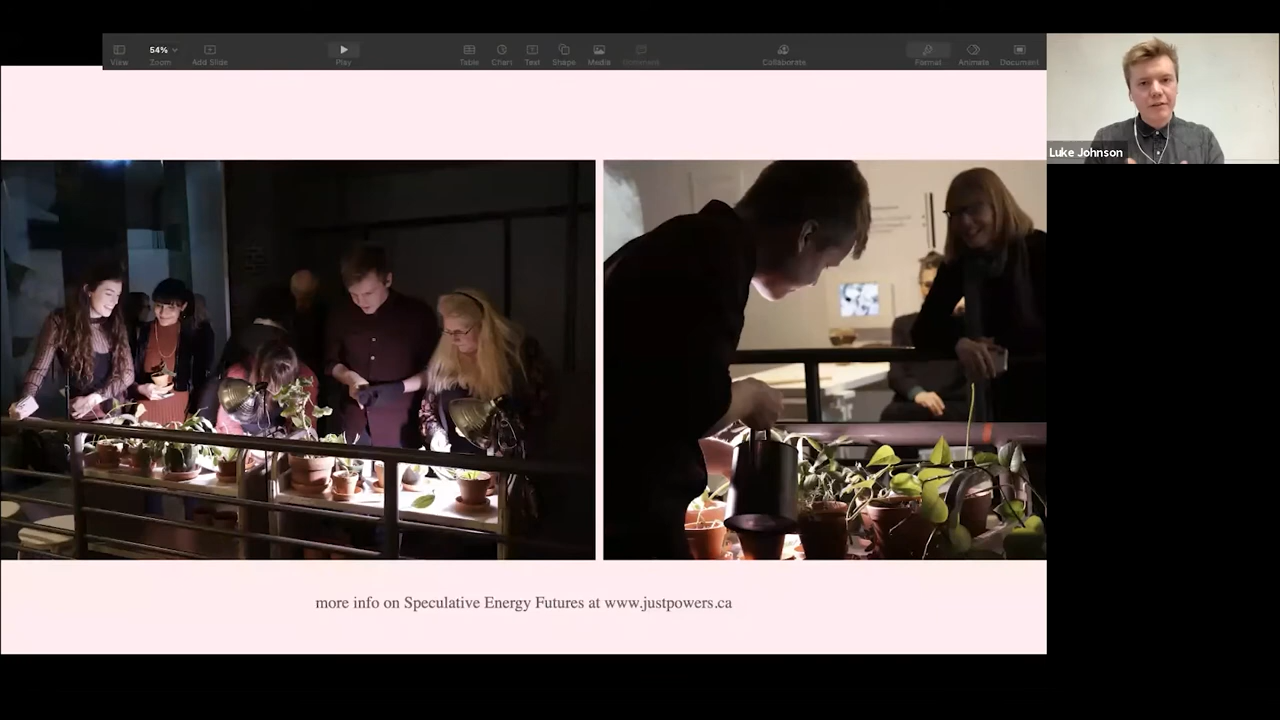 54%
View
Zoom
Add Slide
Play
Table
Chart
Text
Shape
Media
Comment
Collaborate
Format
Animate
Document
Luke Johnson
more info on Speculative Energy Futures at www.justpowers.ca